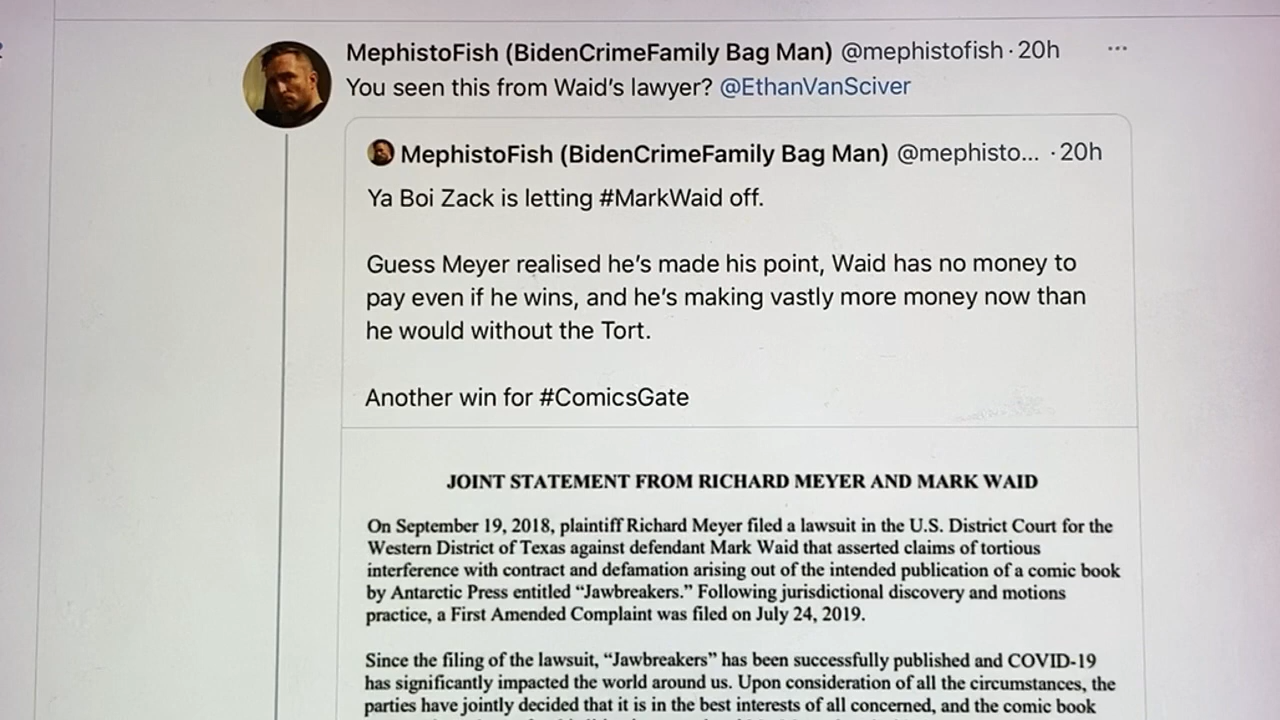 MephistoFish (BidenCrimeFamily Bag Man) @mephistofish · 20h ···
You seen this from Waid's lawyer? @EthanVanSciver
MephistoFish (BidenCrimeFamily Bag Man) @mephisto... · 20h
Ya Boi Zack is letting #MarkWaid off.
Guess Meyer realised he's made his point, Waid has no money to
pay even if he wins, and he's making vastly more money now than
he would without the Tort.
Another win for #ComicsGate
JOINT STATEMENT FROM RICHARD MEYER AND MARK WAID
On September 19, 2018, plaintiff Richard Meyer filed a lawsuit in the U.S. District Court for the
Western District of Texas against defendant Mark Waid that asserted claims of tortious
interference with contract and defamation arising out of the intended publication of a comic book
by Antarctic Press entitled “Jawbreakers.” Following jurisdictional discovery and motions
practice, a First Amended Complaint was filed on July 24, 2019.
Since the filing of the lawsuit, “Jawbreakers” has been successfully published and COVID-19
has significantly impacted the world around us. Upon consideration of all the circumstances, the
parties have jointly decided that it is in the best interests of all concerned, and the comic book